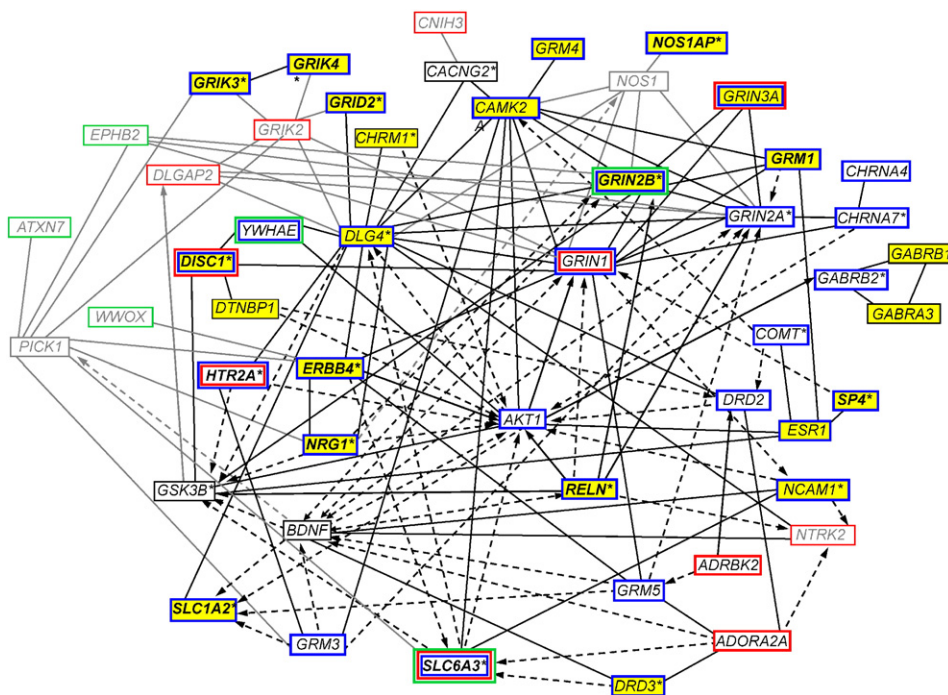 CNIH3
GRM4
NOS1AP*
GRIK4
*
GRIK3*
CACNG2*
NOS1
GRIN3A
GRID2*
CAMK2
A
GRIK2
CHRM1*
EPHB2
GRM1
DLGAP2
CHRNA4
GRIN2B*
GRIN2A*
CHRNA7*
ATXN7
YWHAE
DLG4*
GABRB1
DISC1*
GRIN1
GABRB2*
DTNBP1
GABRA3
WWOX
COMT*
PICK1
HTR2A*
ERBB4*
DRD2
SP4*
AKT1
ESR1
NRG1*
GSK3B*
RELN*
NCAM1*
BDNF
NTRK2
ADRBK2
GRM5
SLC1A2*
GRM3
ADORA2A
SLC6A3*
DRD3*